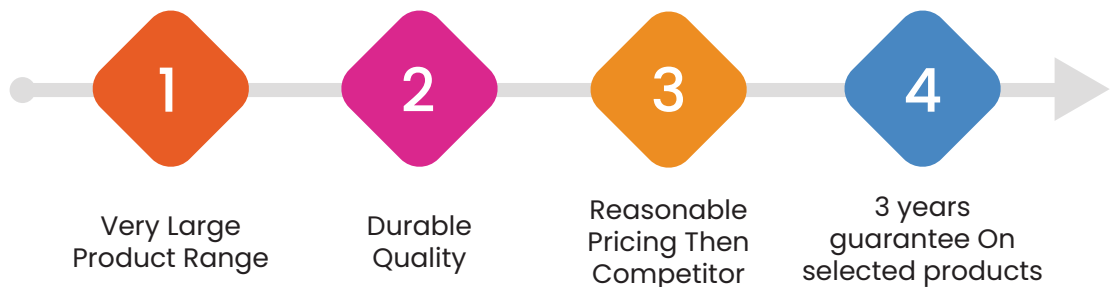 1
2
3
4
Very Large
Product Range
Durable
Quality
Reasonable
Pricing Then
Competitor
3 years
guarantee On
selected products